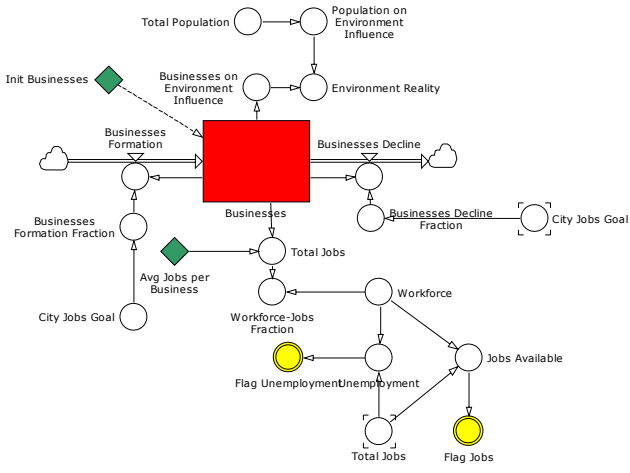 Total Population
Population on
Environment
Influence
Init Businesses
Businesses on
Environment
Influence
Environment Reality
Businesses
Formation
Businesses Decline
Businesses
Businesses
Formation Fraction
Businesses Decline
Fraction
City Jobs Goal
Total Jobs
Avg Jobs per
Business
City Jobs Goal
Workforce-Jobs
Fraction
Workforce
Flag Unemployment
Unemployment
Jobs Available
Total Jobs
Flag Jobs